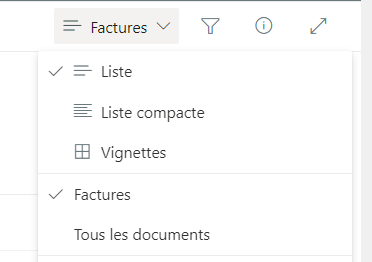 Factures
Liste
Liste compacte
Vignettes
Factures
Tous les documents